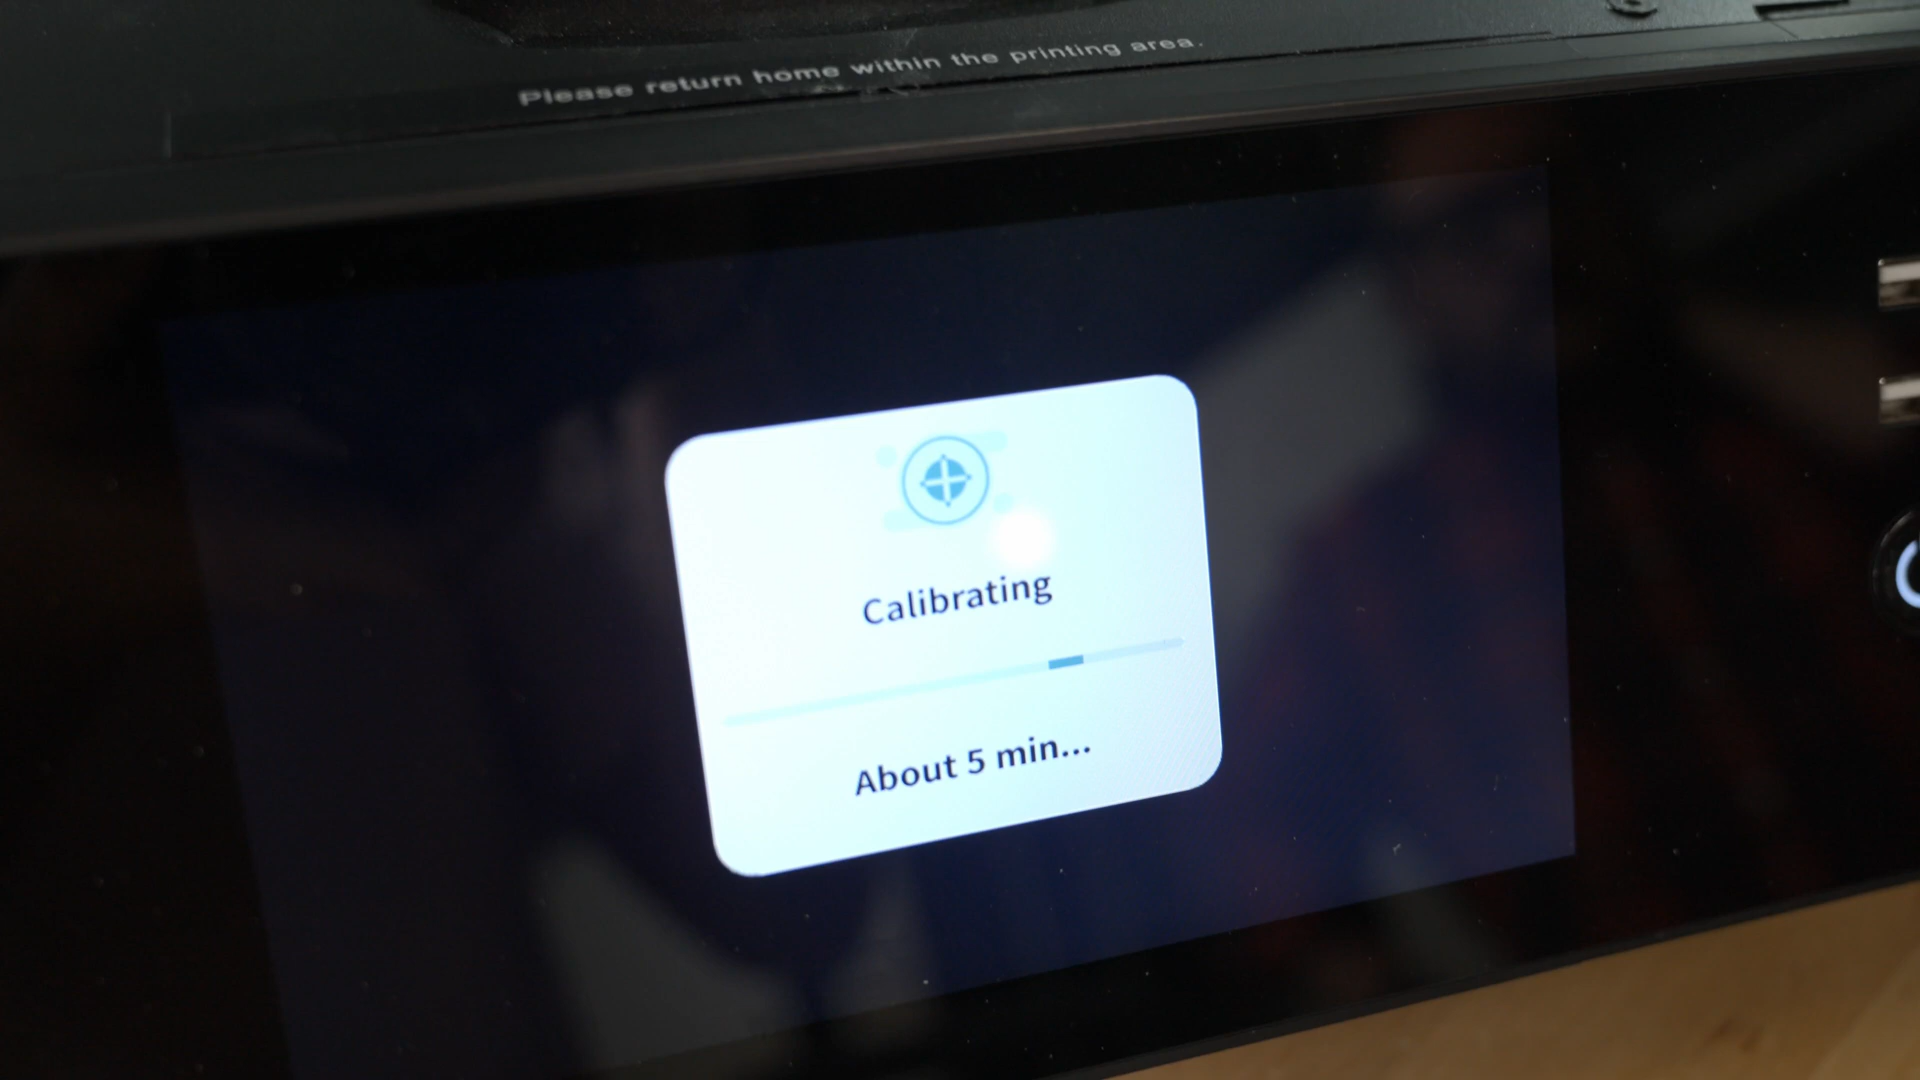 Please return home within the printing area.
Calibrating
About 5 min...